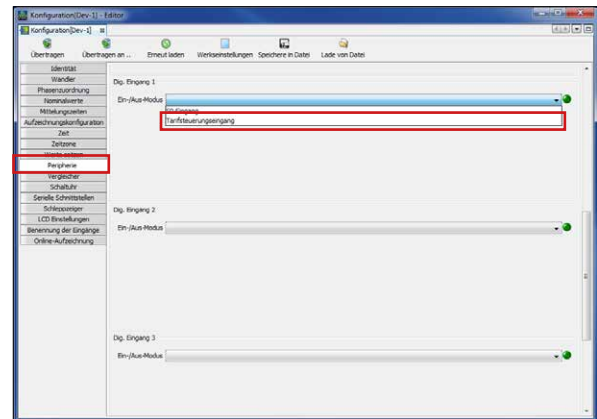 Konfiguration[Dev-1] - Editor
Konfiguration[Dev-1]
Übertragen
Übertragen an ...
Erneut laden
Werkseinstellungen
Speichere in Datei
Lade von Datei
Identität
Wandler
Phasenzuordnung
Nominalwerte
Mittelungszeiten
Aufzeichnungskonfiguration
Zeit
Zeitzone
Peripherie
Vergleicher
Schaltuhr
Serielle Schnittstellen
Schleppzeiger
LCD Einstellungen
Benennung der Eingänge
Online-Aufzeichnung
Dig. Eingang 1
Ein-/Aus-Modus
Tarifsteuerungseingang
Dig. Eingang 2
Ein-/Aus-Modus
Dig. Eingang 3
Ein-/Aus-Modus